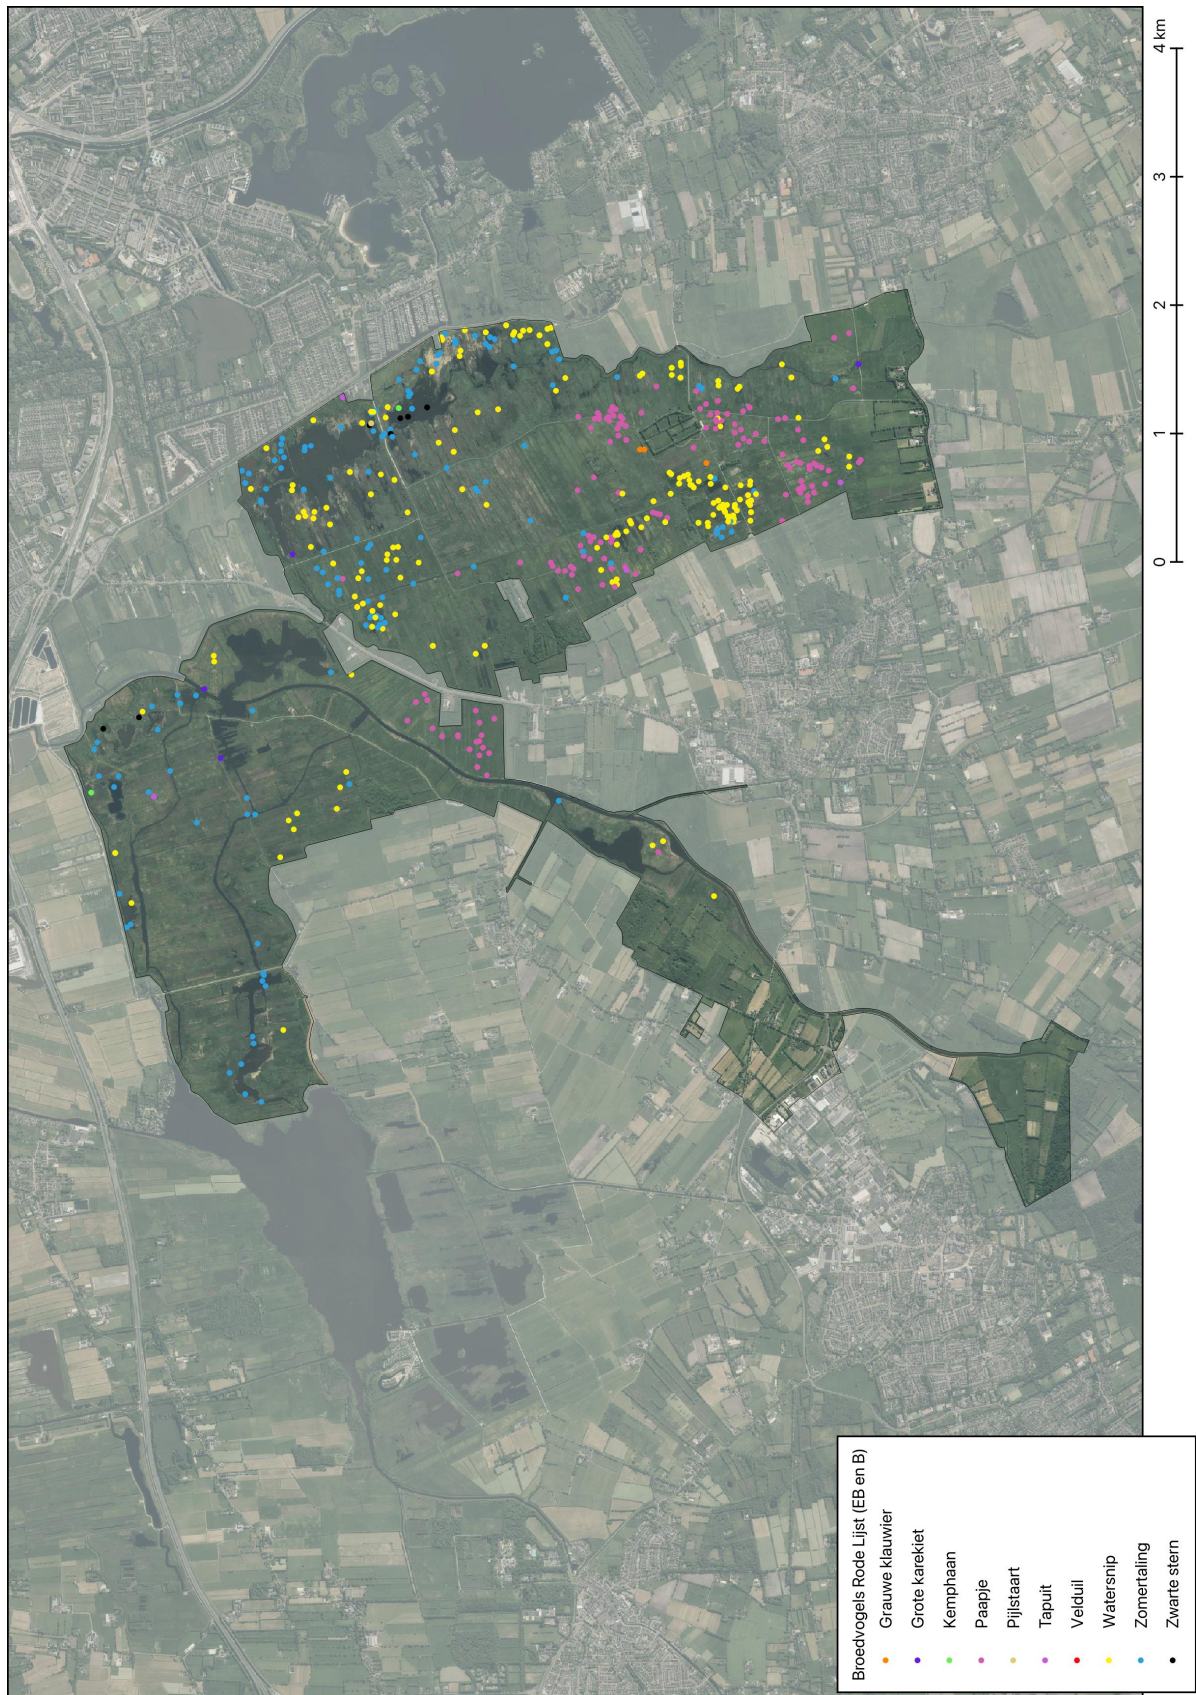 Broedvogels Rode Lijst (EB en B)
Grauwe klauwier
Grote karekiet
Kemphaan
Paapje
Pijlstaart
Tapuit
Velduil
Watersnip
Zomertaling
Zwarte stern
0 1 2 3 4 km